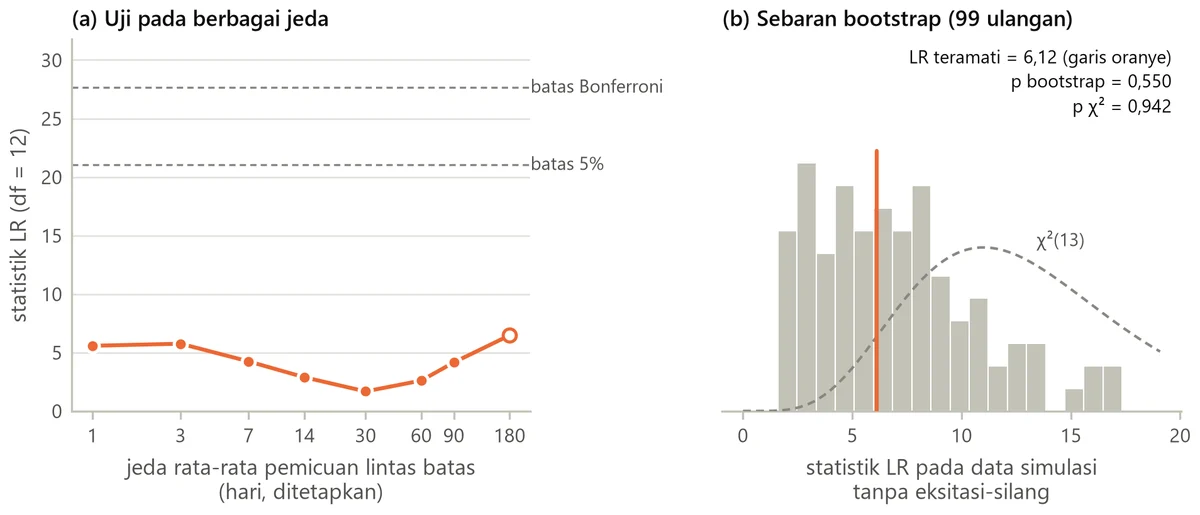 (a) Uji pada berbagai jeda
statistik LR (df = 12)
30
25
20
15
10
5
0
batas Bonferroni
batas 5%
1 3 7 14 30 60 90 180
jeda rata-rata pemicuan lintas batas
(hari, ditetapkan)
(b) Sebaran bootstrap (99 ulangan)
LR teramati = 6,12 (garis oranye)
p bootstrap = 0,550
p χ² = 0,942
χ²(13)
0 5 10 15 20
statistik LR pada data simulasi
tanpa eksitasi-silang